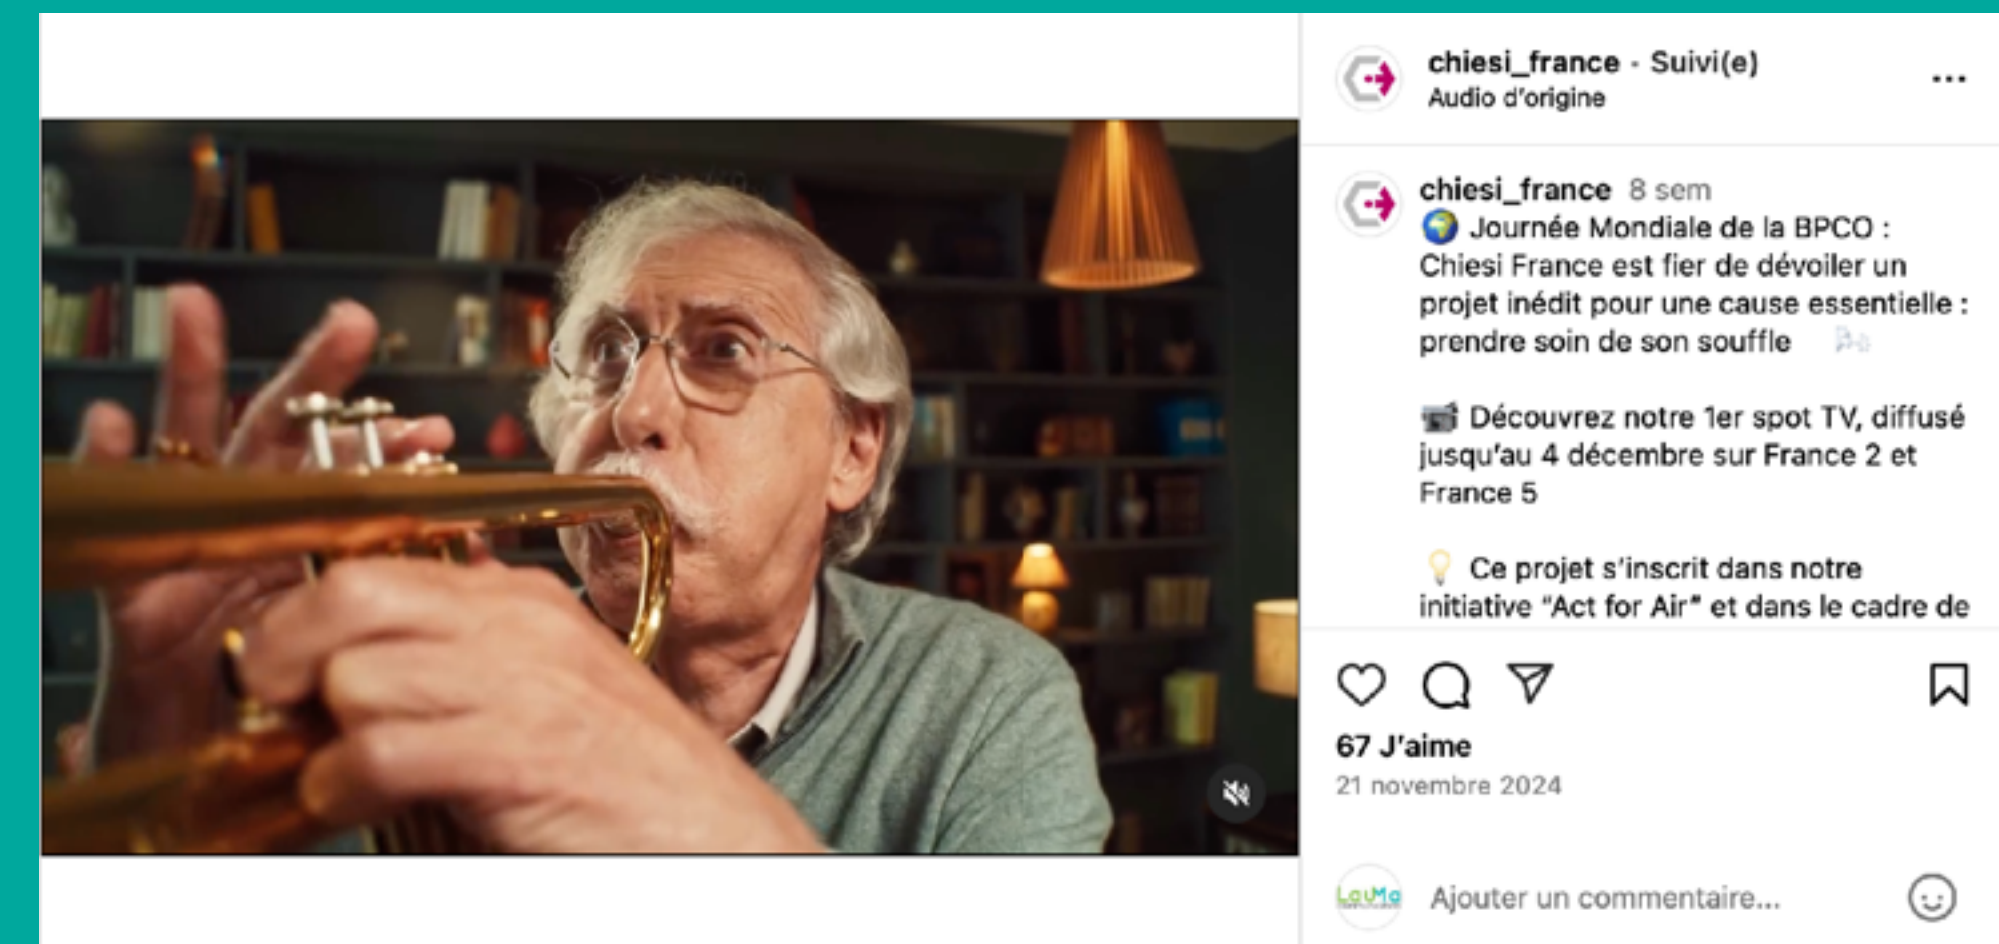 chiesi_france · Suivi(e)
Audio d'origine
chiesi_france 8 sem
🌍 Journée Mondiale de la BPCO :
Chiesi France est fier de dévoiler un
projet inédit pour une cause essentielle :
prendre soin de son souffle 🌬️
📹 Découvrez notre 1er spot TV, diffusé
jusqu'au 4 décembre sur France 2 et
France 5
💡 Ce projet s'inscrit dans notre
initiative "Act for Air" et dans le cadre de
67 J'aime
21 novembre 2024
LauMa
Ajouter un commentaire...